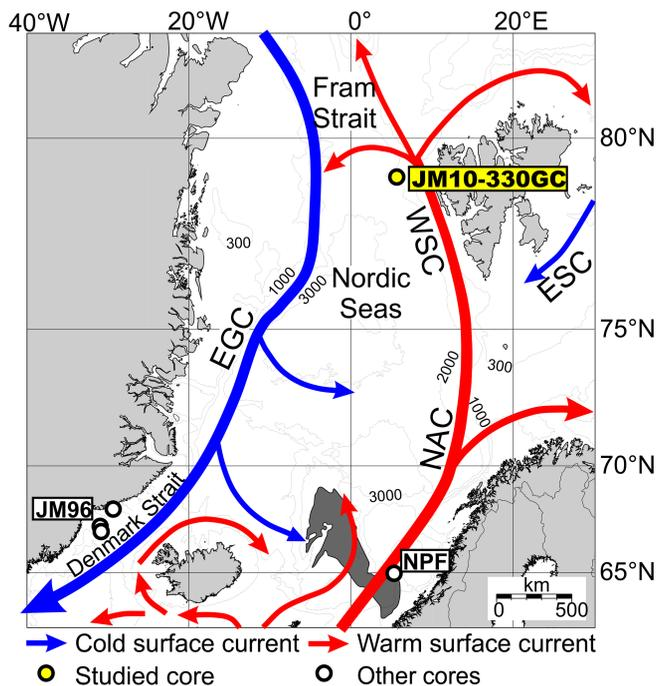 40°W 20°W 0° 20°E
Fram
Strait
80°N
JM10-330GC
WSC
300
ESC
1000
3000
Nordic
Seas
EGC
75°N
2000
300
1000
NAC
70°N
3000
JM96
Denmark Strait
NPF
65°N
km
0 500
Cold surface current Warm surface current
Studied core Other cores